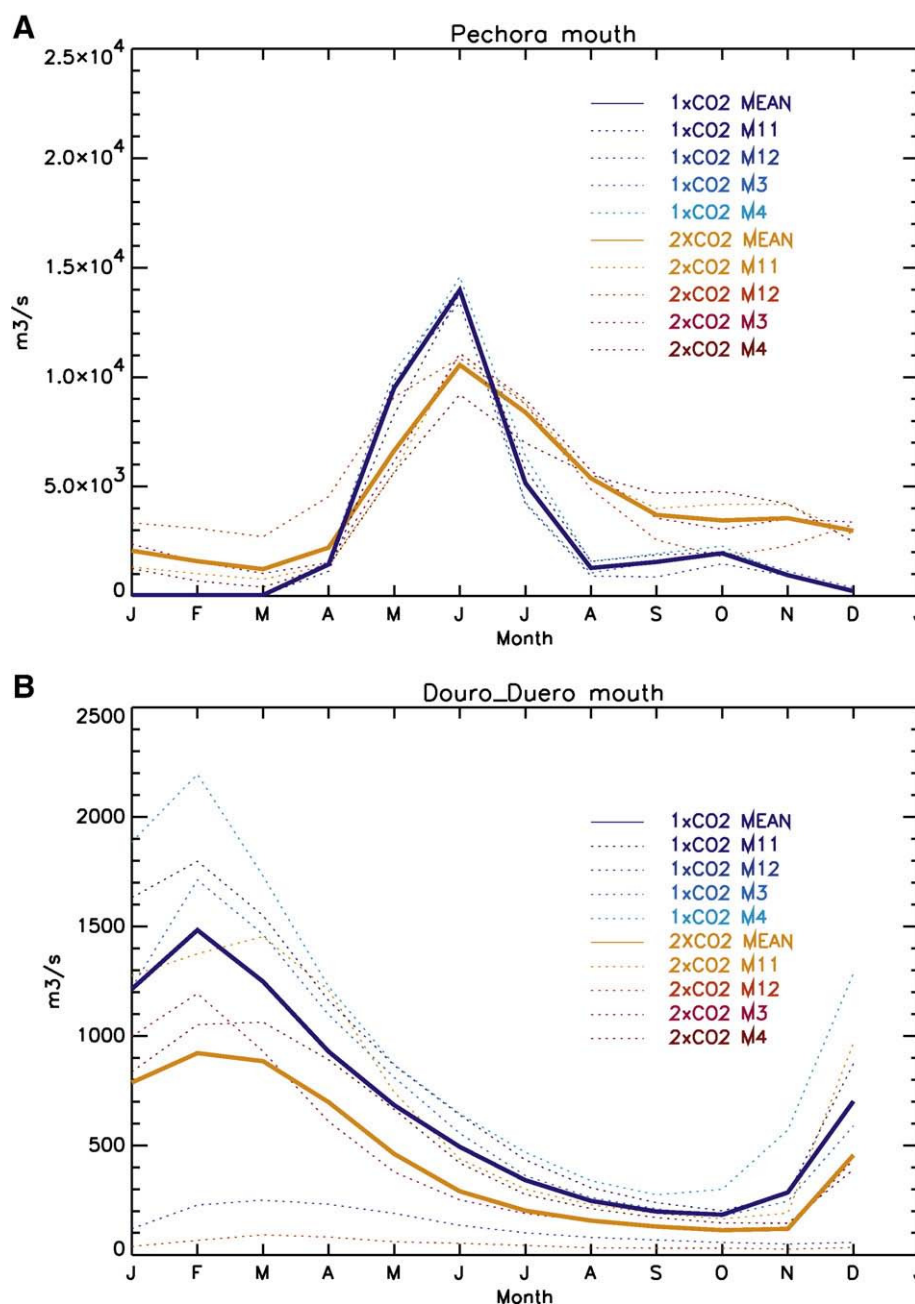 A
Pechora mouth
2.5×10⁴
2.0×10⁴
1.5×10⁴
1.0×10⁴
5.0×10³
0
m3/s
1xCO2 MEAN
1xCO2 M11
1xCO2 M12
1xCO2 M3
1xCO2 M4
2XCO2 MEAN
2xCO2 M11
2xCO2 M12
2xCO2 M3
2xCO2 M4
J F M A M J J A S O N D J
Month
B
Douro_Duero mouth
2500
2000
1500
1000
500
0
m3/s
1xCO2 MEAN
1xCO2 M11
1xCO2 M12
1xCO2 M3
1xCO2 M4
2XCO2 MEAN
2xCO2 M11
2xCO2 M12
2xCO2 M3
2xCO2 M4
J F M A M J J A S O N D J
Month